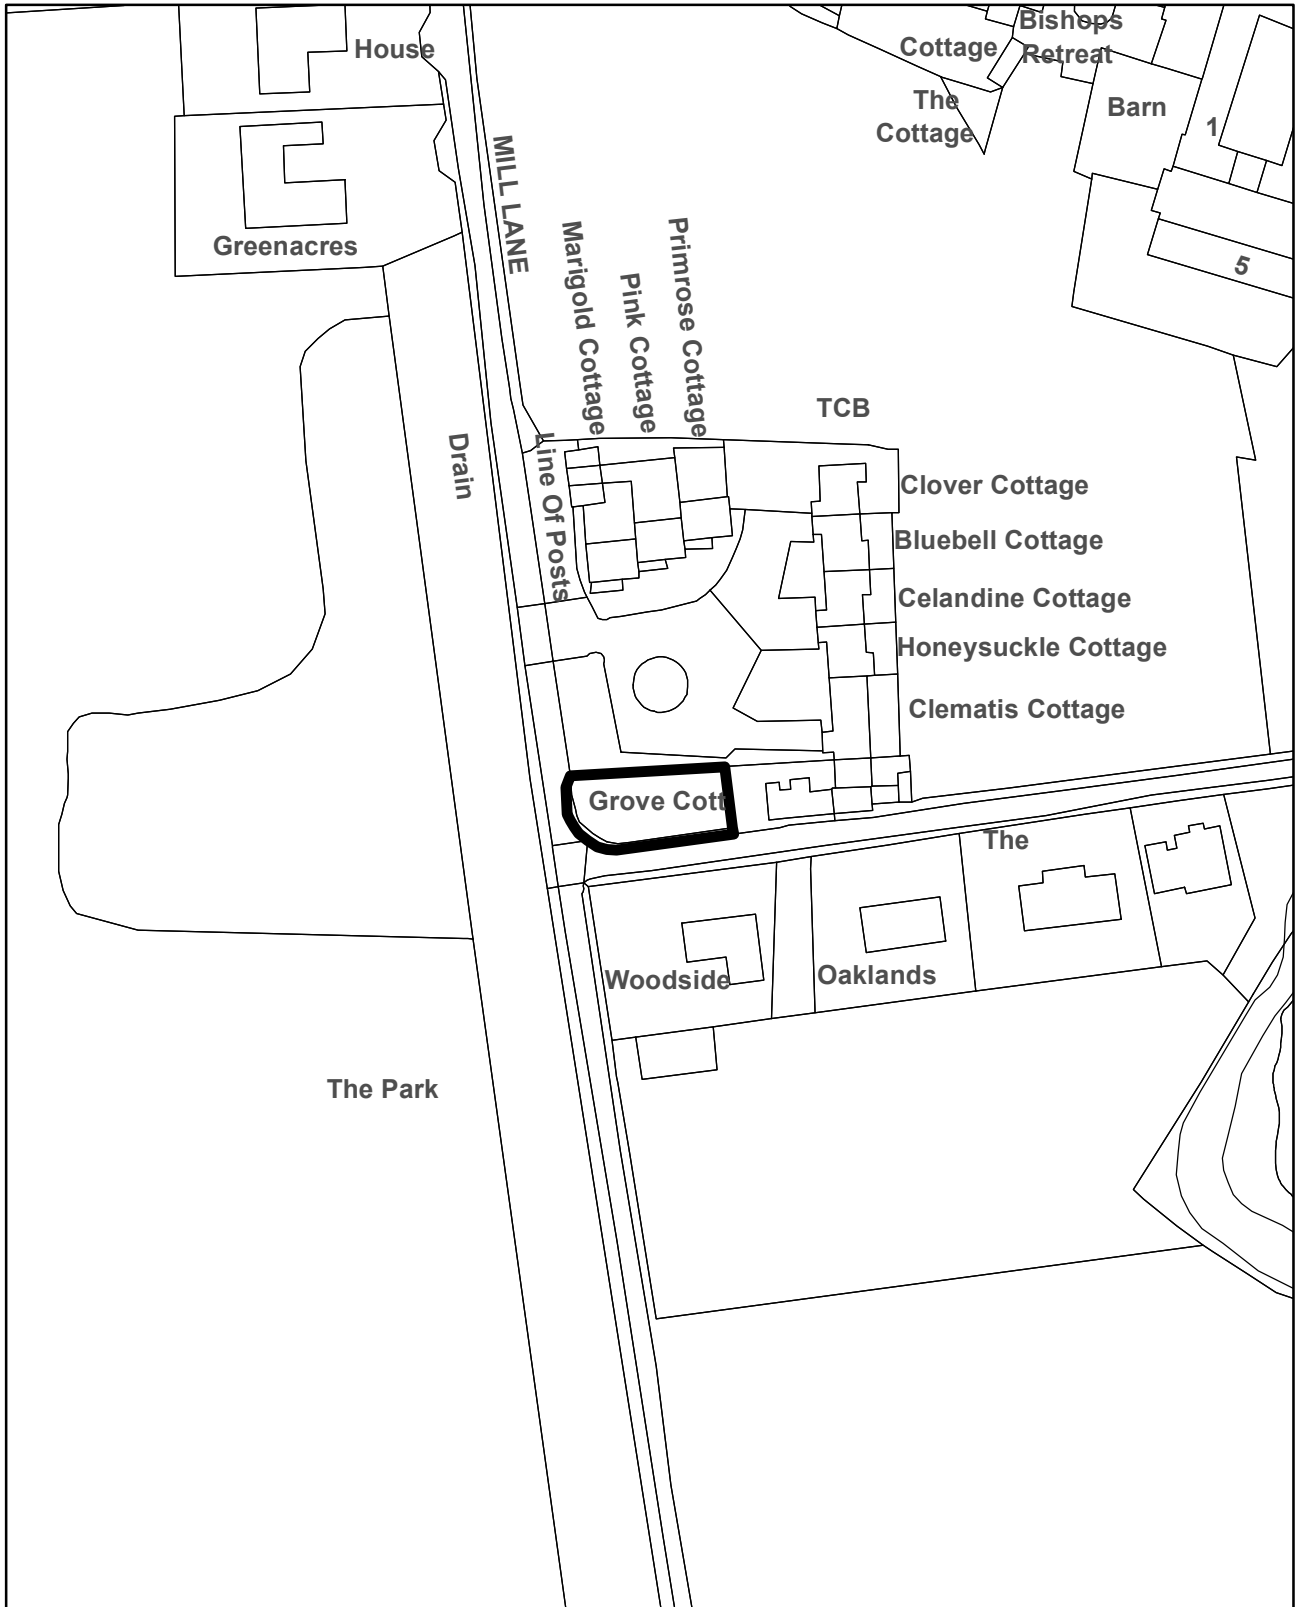 House
Cottage
Bishops
Retreat
The
Cottage
Barn
1
MILL LANE
Greenacres
5
Marigold Cottage
Pink Cottage
Primrose Cottage
TCB
Drain
Line Of Posts
Clover Cottage
Bluebell Cottage
Celandine Cottage
Honeysuckle Cottage
Clematis Cottage
Grove Cott
The
Woodside
Oaklands
The Park